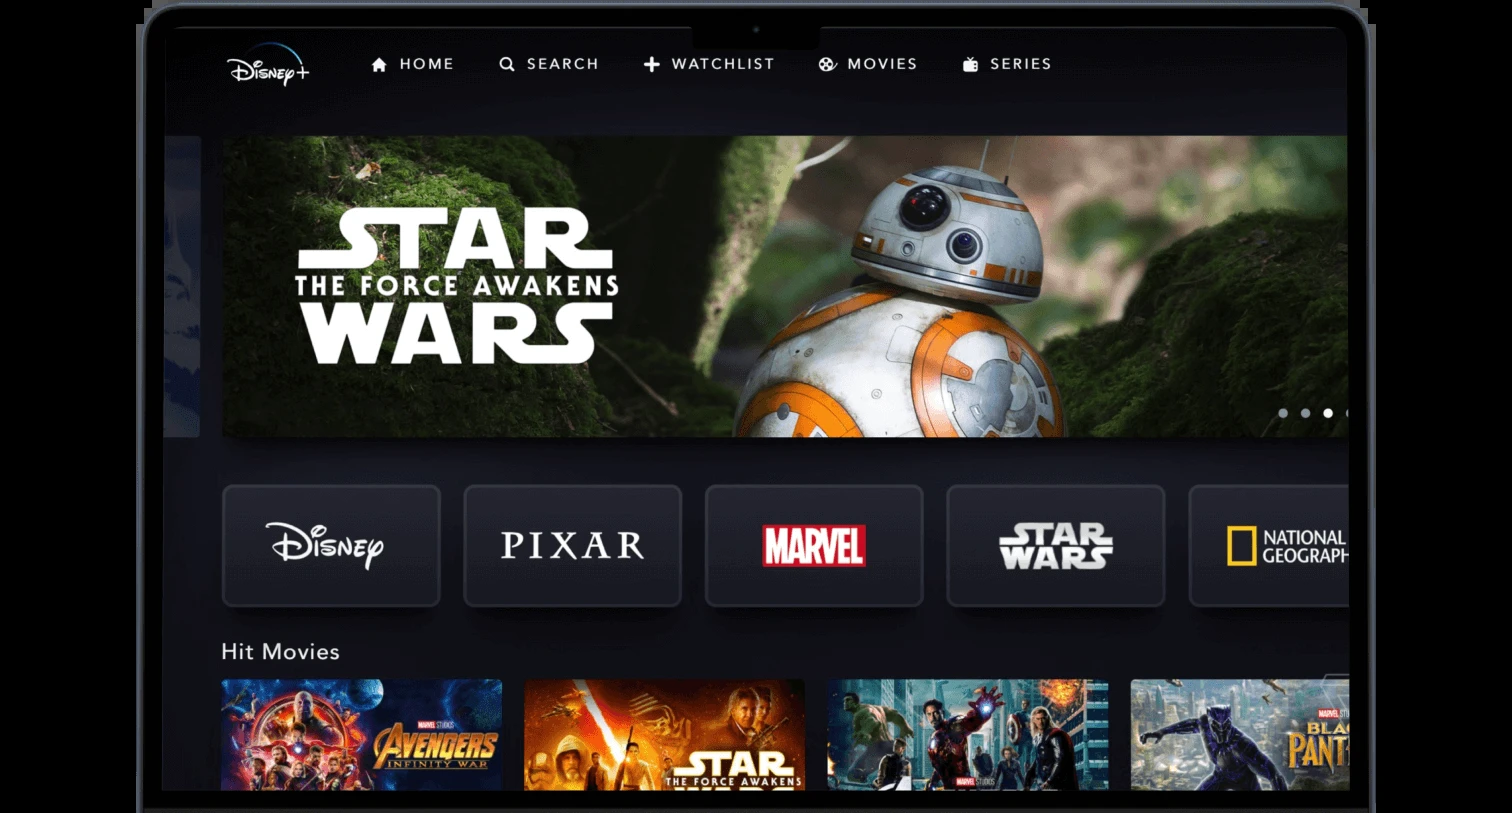 Disney+
HOME
SEARCH
WATCHLIST
MOVIES
SERIES
STAR
THE FORCE AWAKENS
WARS
Disney
PIXAR
MARVEL
STAR
WARS
NATIONAL
GEOGRAPH
Hit Movies
MARVEL STUDIOS
AVENGERS
INFINITY WAR
STAR
THE FORCE AWAKENS
MARVEL STUDIOS
MARVEL ST
BLA
PANT